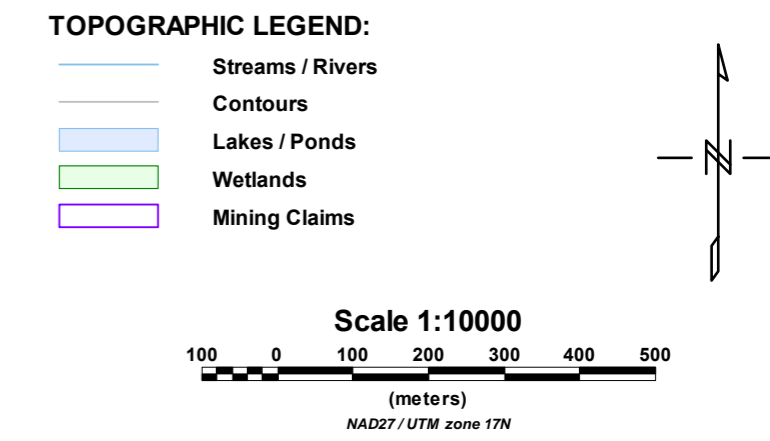 TOPOGRAPHIC LEGEND:
Streams / Rivers
Contours
Lakes / Ponds
Wetlands
Mining Claims
N
Scale 1:10000
100 0 100 200 300 400 500
(meters)
NAD27 / UTM zone 17N